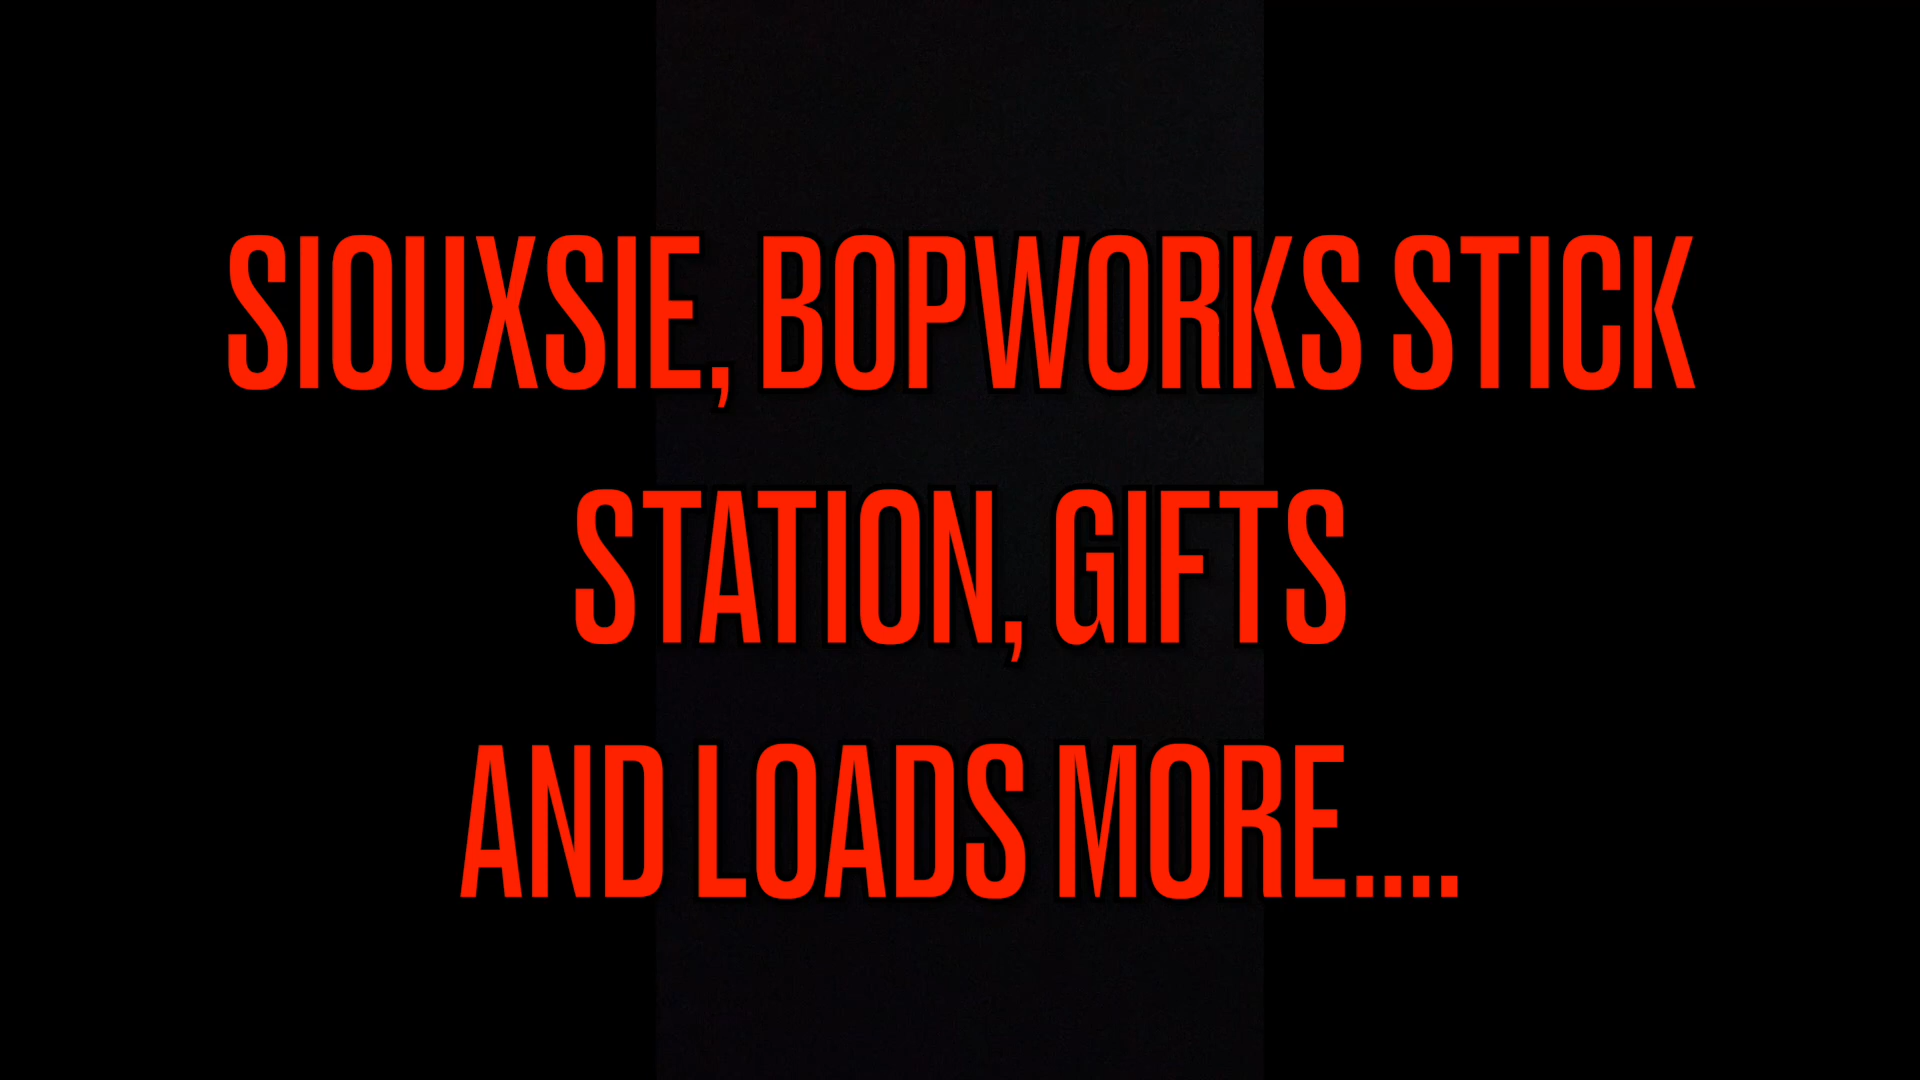 SIOUXSIE, BOPWORKS STICK
STATION, GIFTS
AND LOADS MORE....